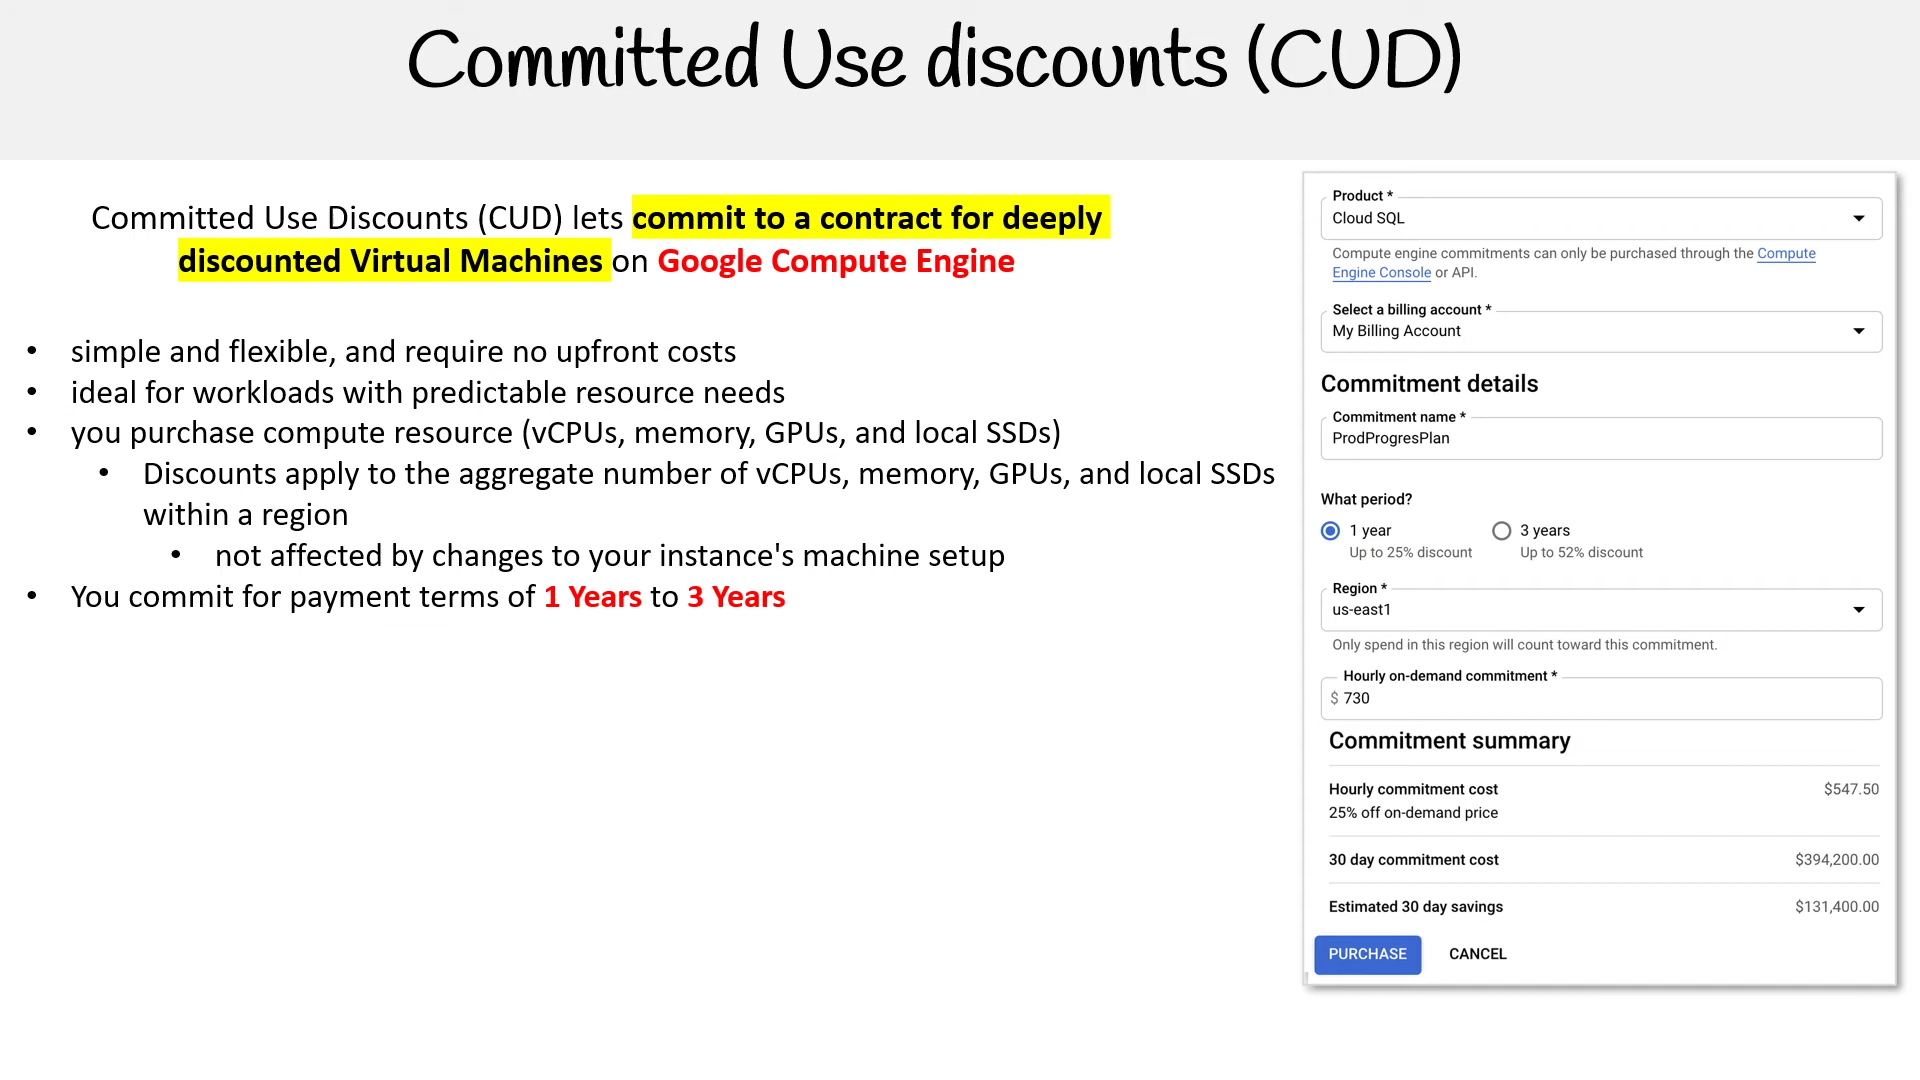 Committed Use discounts (CUD)
Committed Use Discounts (CUD) lets commit to a contract for deeply
discounted Virtual Machines on Google Compute Engine
• simple and flexible, and require no upfront costs
• ideal for workloads with predictable resource needs
• you purchase compute resource (vCPUs, memory, GPUs, and local SSDs)
• Discounts apply to the aggregate number of vCPUs, memory, GPUs, and local SSDs
within a region
• not affected by changes to your instance's machine setup
• You commit for payment terms of 1 Years to 3 Years
Product *
Cloud SQL
Compute engine commitments can only be purchased through the Compute
Engine Console or API.
Select a billing account *
My Billing Account
Commitment details
Commitment name *
ProdProgresPlan
What period?
1 year 3 years
Up to 25% discount Up to 52% discount
Region *
us-east1
Only spend in this region will count toward this commitment.
Hourly on-demand commitment *
$ 730
Commitment summary
Hourly commitment cost $547.50
25% off on-demand price
30 day commitment cost $394,200.00
Estimated 30 day savings $131,400.00
PURCHASE CANCEL